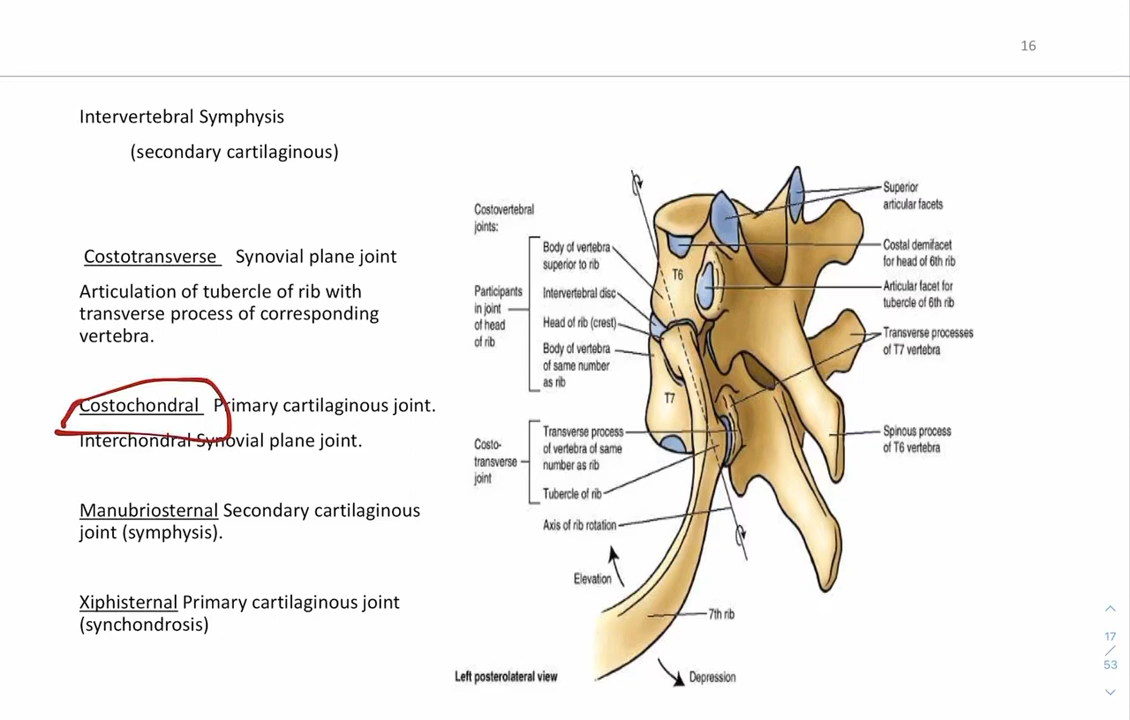 16
Intervertebral Symphysis
(secondary cartilaginous)
Costotransverse Synovial plane joint
Articulation of tubercle of rib with
transverse process of corresponding
vertebra.
Costochondral Primary cartilaginous joint.
Interchondral Synovial plane joint.
Manubriosternal Secondary cartilaginous
joint (symphysis).
Xiphisternal Primary cartilaginous joint
(synchondrosis)
Costovertebral
joints:
Participants
in joint
of head
of rib
Body of vertebra
superior to rib
Intervertebral disc
Head of rib (crest)
Body of vertebra
of same number
as rib
Costo-
transverse
joint
Transverse process
of vertebra of same
number as rib
Tubercle of rib
Axis of rib rotation
Elevation
T6
T7
Superior
articular facets
Costal demifacet
for head of 6th rib
Articular facet for
tubercle of 6th rib
Transverse processes
of T7 vertebra
Spinous process
of T6 vertebra
7th rib
Left posterolateral view
Depression
17
/
53